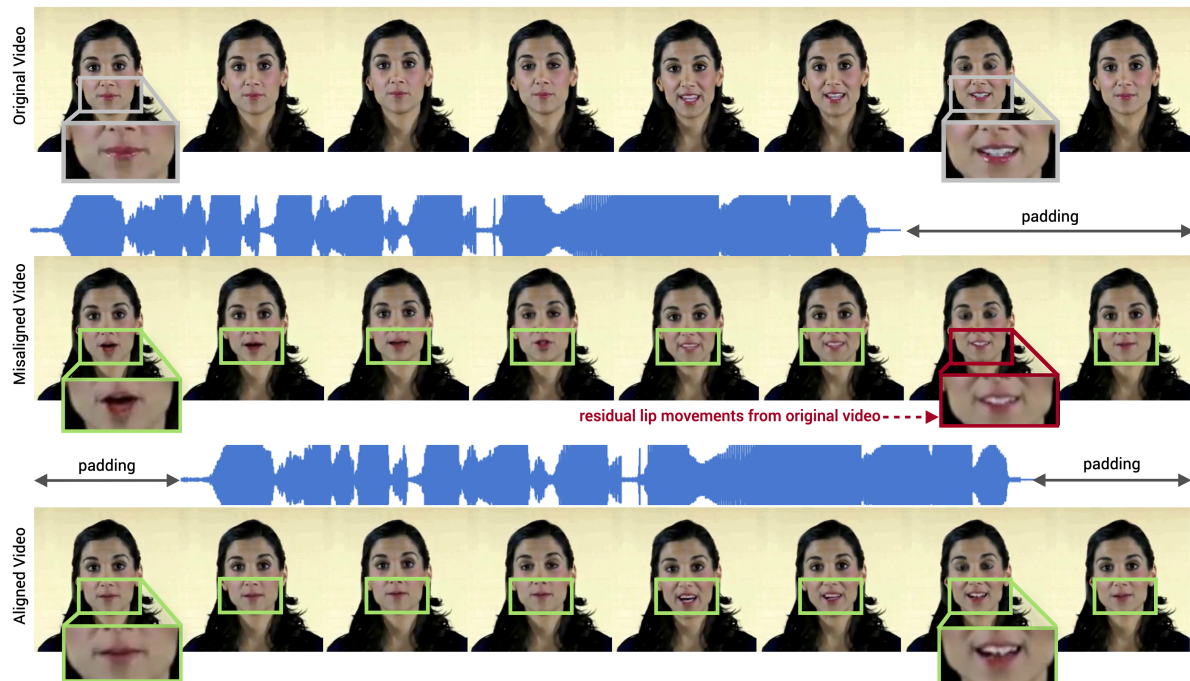 Original Video
padding
Misaligned Video
residual lip movements from original video
padding
padding
Aligned Video